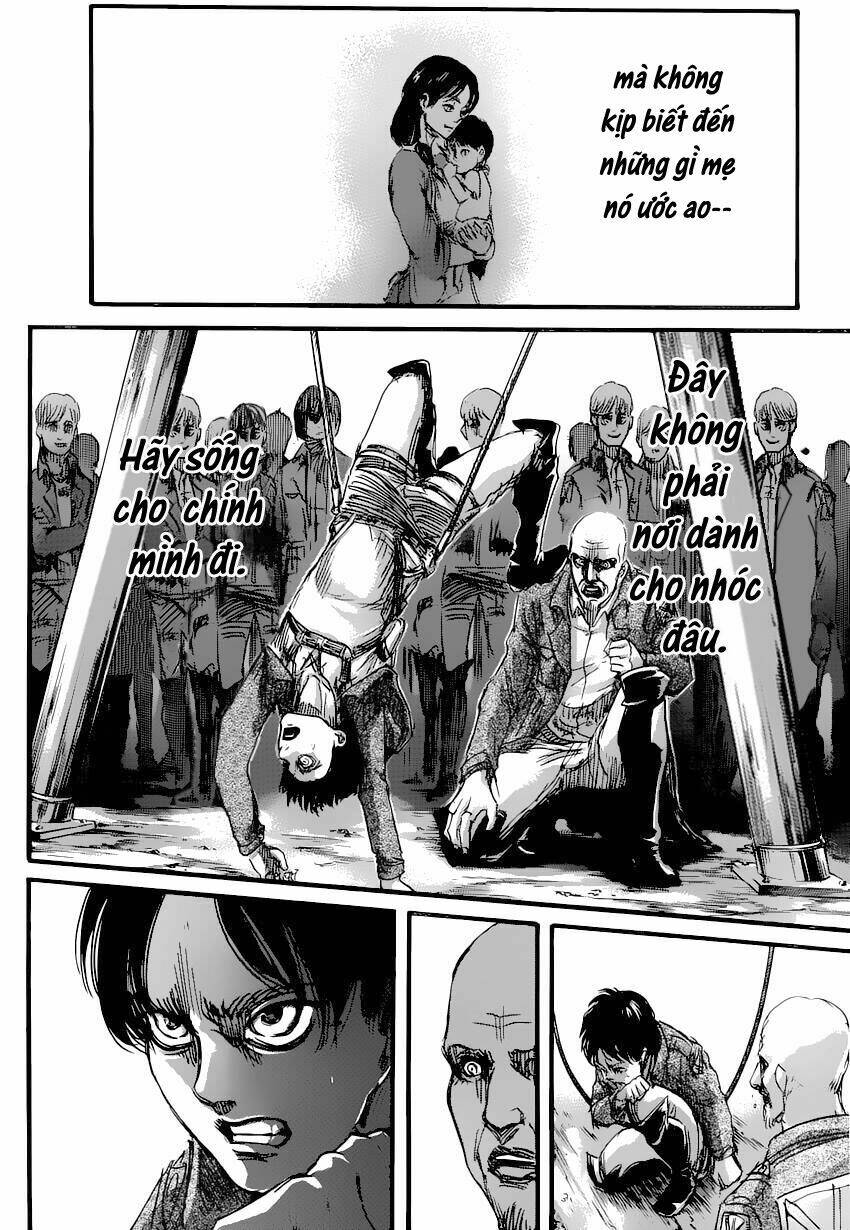 mà không
kịp biết đến
những gì mẹ
nó ước ao--
Đây
không
phải
nơi dành
cho nhóc
đâu.
Hãy sống
cho chính
mình đi.